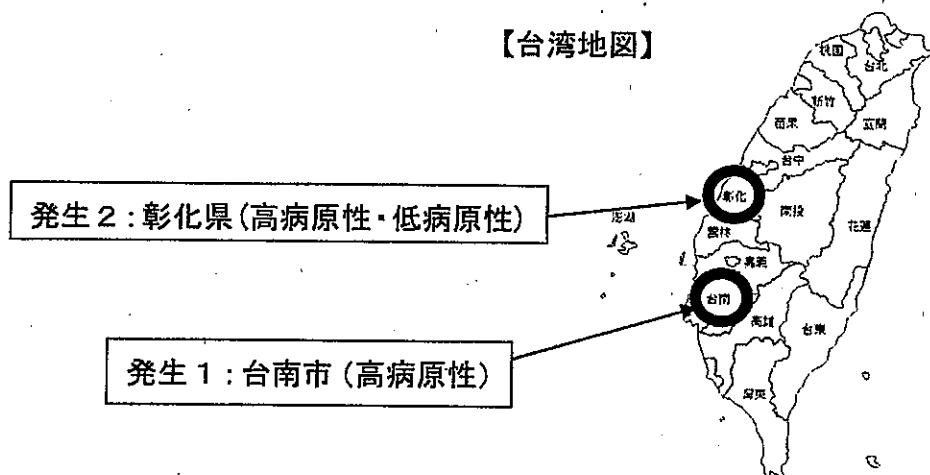 【台湾地図】
桃园
台北
新竹
苗栗
宜蘭
台中
発生2:彰化県(高病原性・低病原性)
彰化
南投
花蓮
澎湖
雲林
嘉義
台南
高雄
台東
発生1:台南市(高病原性)
屏東